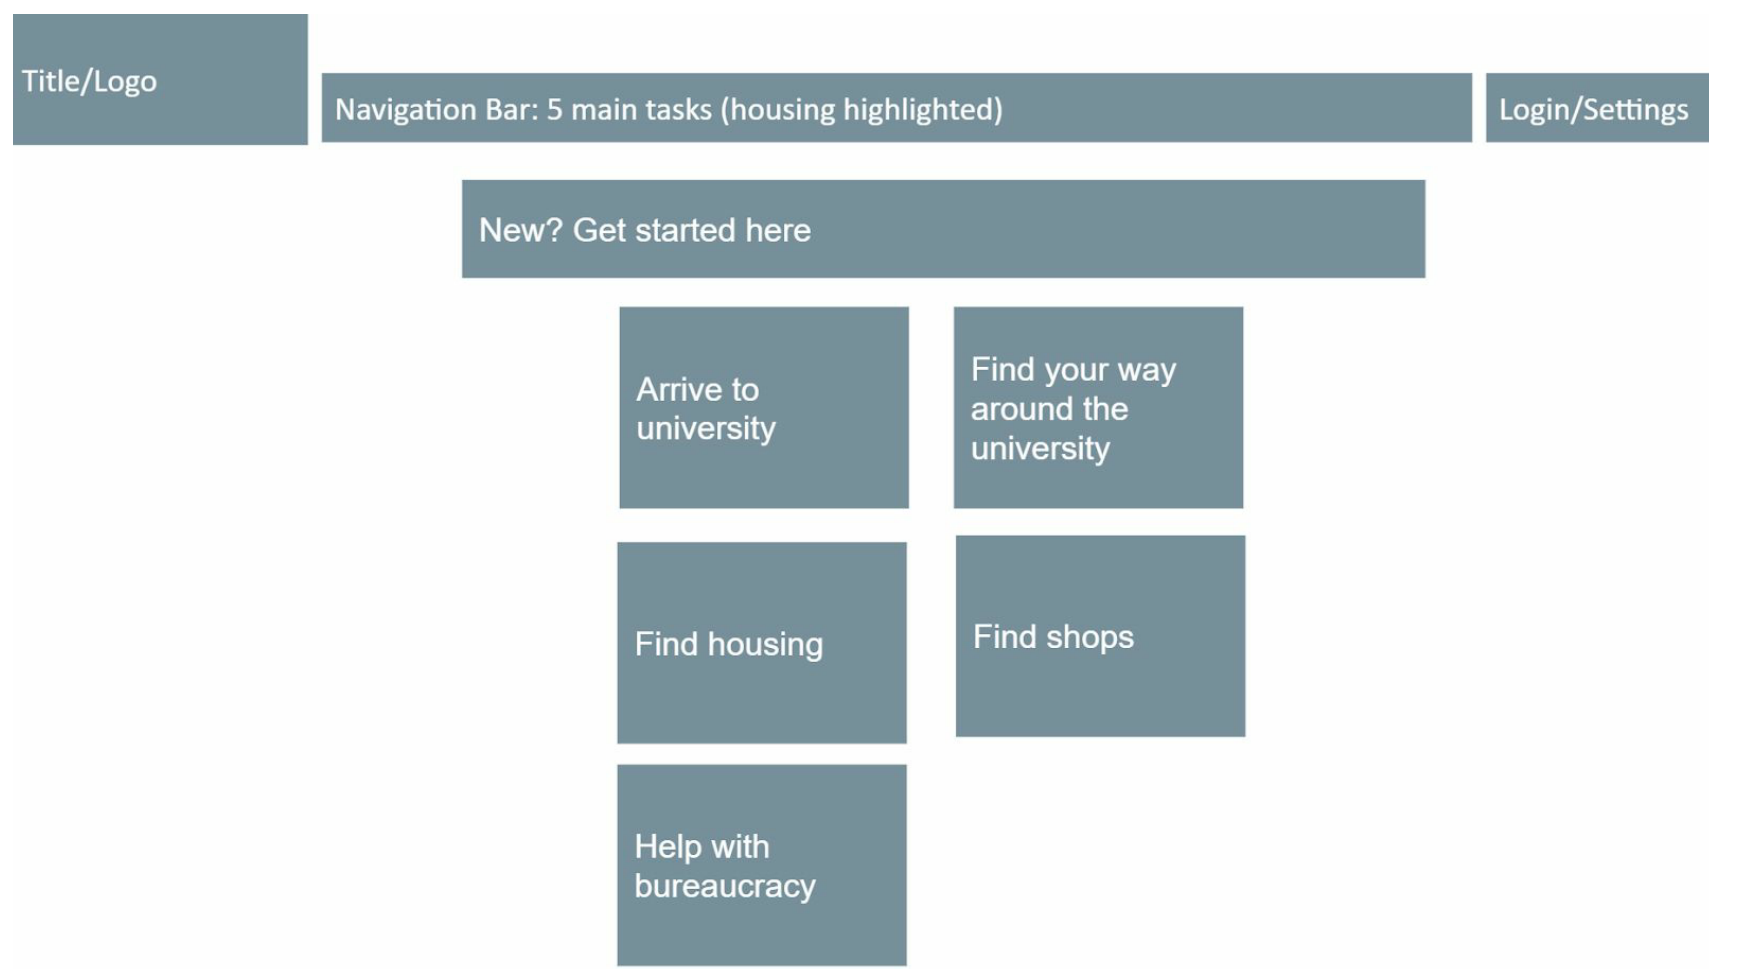 Title/Logo
Navigation Bar: 5 main tasks (housing highlighted)
Login/Settings
New? Get started here
Arrive to
university
Find your way
around the
university
Find housing
Find shops
Help with
bureaucracy